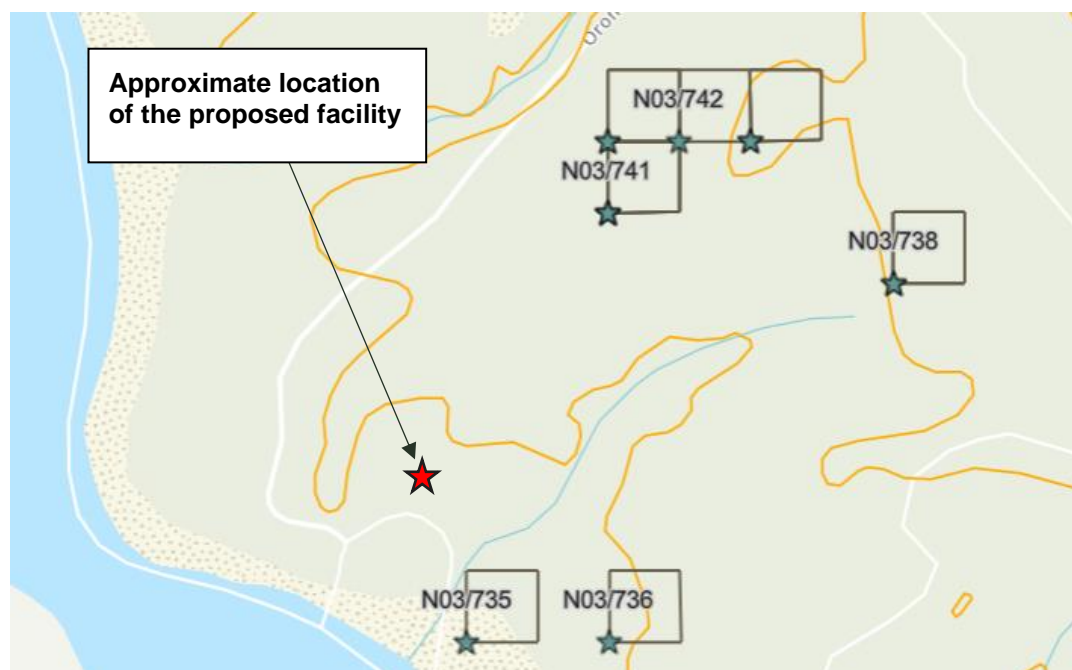 Approximate location
of the proposed facility
N03/742
N03/741
N03/738
N03/735
N03/736